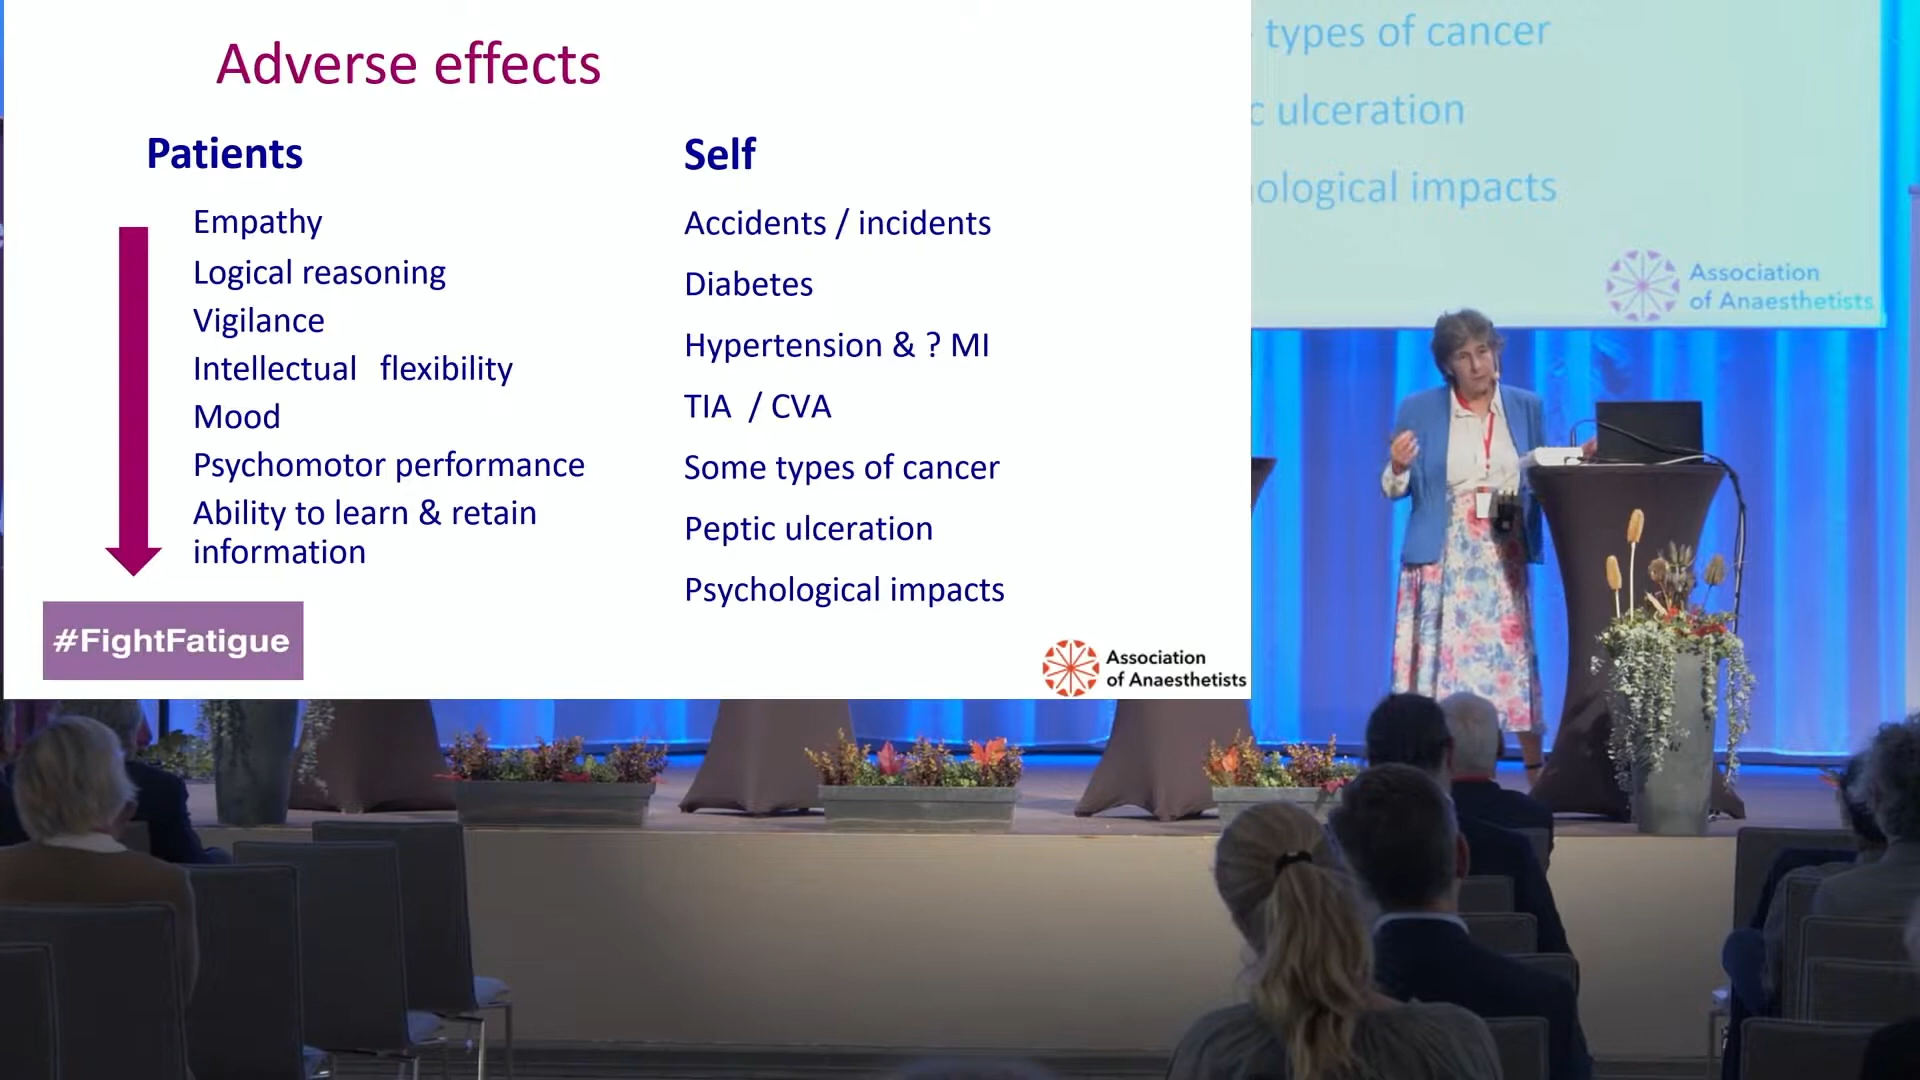 Adverse effects
Patients
Empathy
Logical reasoning
Vigilance
Intellectual flexibility
Mood
Psychomotor performance
Ability to learn & retain
information
#FightFatigue
Self
Accidents / incidents
Diabetes
Hypertension & ? MI
TIA / CVA
Some types of cancer
Peptic ulceration
Psychological impacts
Association
of Anaesthetists
types of cancer
ulceration
impacts
Association
of Anaesthetists